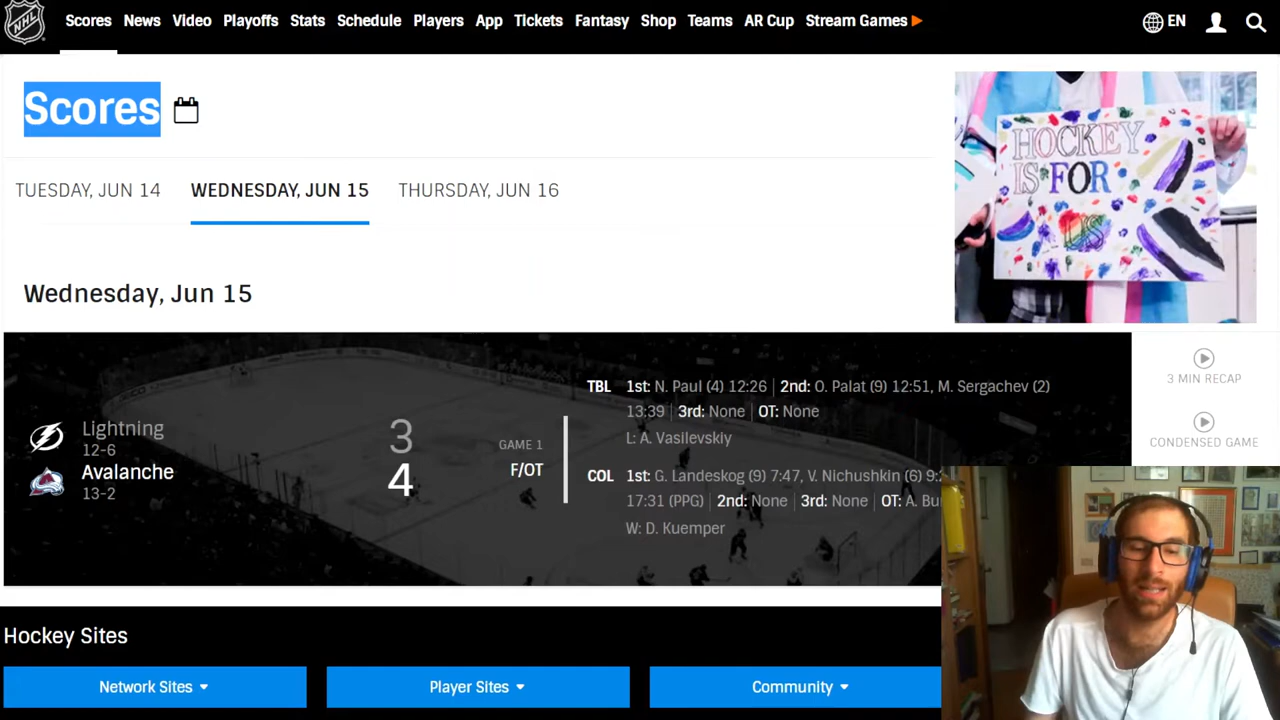 NHL
Scores News Video Playoffs Stats Schedule Players App Tickets Fantasy Shop Teams AR Cup Stream Games EN
Scores
HOCKEY
IS FOR
US
TUESDAY, JUN 14 WEDNESDAY, JUN 15 THURSDAY, JUN 16
Wednesday, Jun 15
3 MIN RECAP
CONDENSED GAME
Lightning 3
12-6
Avalanche 4
13-2
GAME 1
F/OT
TBL 1st: N. Paul (4) 12:26 | 2nd: O. Palat (9) 12:51, M. Sergachev (2)
13:39 | 3rd: None | OT: None
L: A. Vasilevskiy
COL 1st: G. Landeskog (9) 7:47, V. Nichushkin (6) 9:
17:31 (PPG) | 2nd: None | 3rd: None | OT: A. Bu
W: D. Kuemper
Hockey Sites
Network Sites Player Sites Community